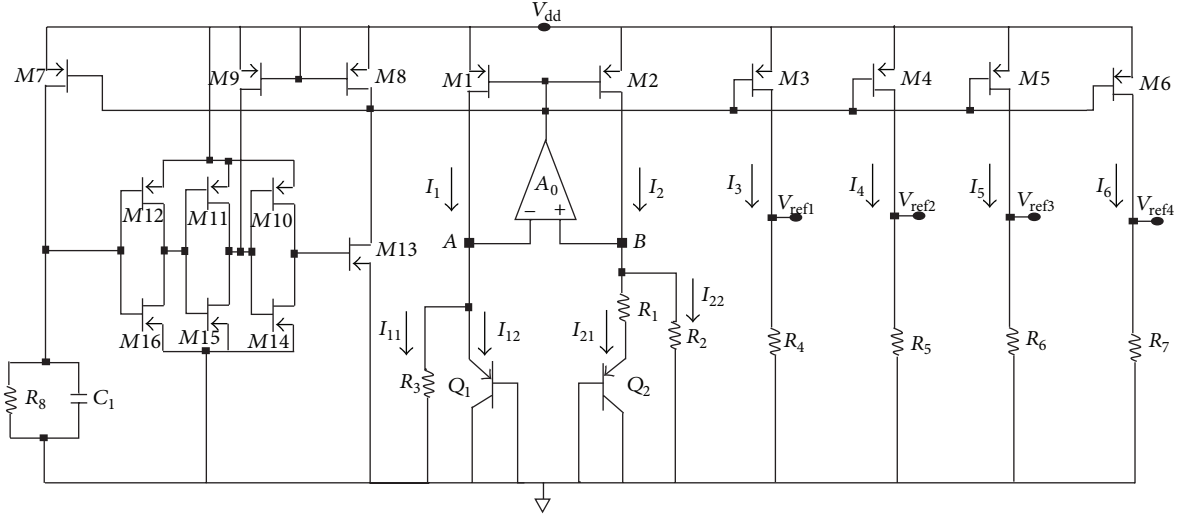 V_dd
M7
M9
M8
M1
M2
M3
M4
M5
M6
M12
M11
M10
M13
I_1
A_0
I_2
I_3
I_4
I_5
I_6
V_ref1
V_ref2
V_ref3
V_ref4
− +
A
B
M16
M15
M14
I_11
I_12
I_21
R_1
I_22
R_2
R_3
Q_1
Q_2
R_4
R_5
R_6
R_7
R_8
C_1